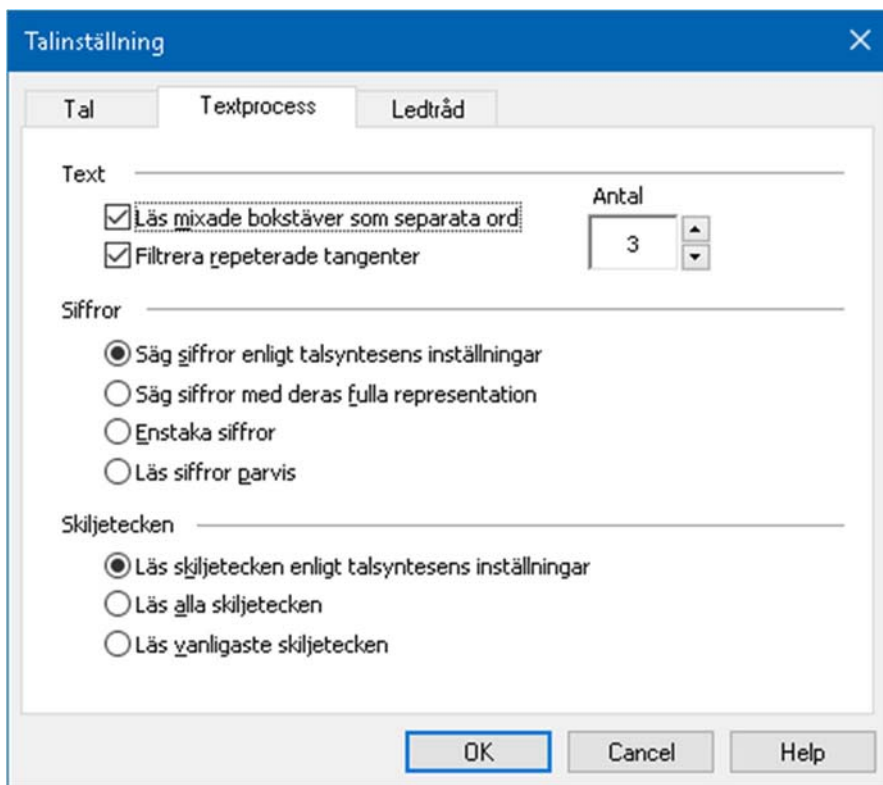 Talinställning
Tal Textprocess Ledtråd
Text
Antal
Läs mixade bokstäver som separata ord
3
Filtrera repeterade tangenter
Siffror
Säg siffror enligt talsyntesens inställningar
Säg siffror med deras fulla representation
Enstaka siffror
Läs siffror parvis
Skiljetecken
Läs skiljetecken enligt talsyntesens inställningar
Läs alla skiljetecken
Läs vanligaste skiljetecken
OK Cancel Help